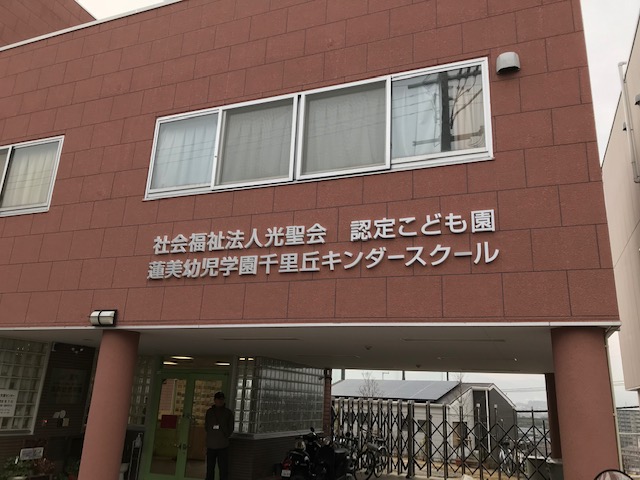 社会福祉法人光聖会 認定こども園
蓮美幼児学園千里丘キンダースクール